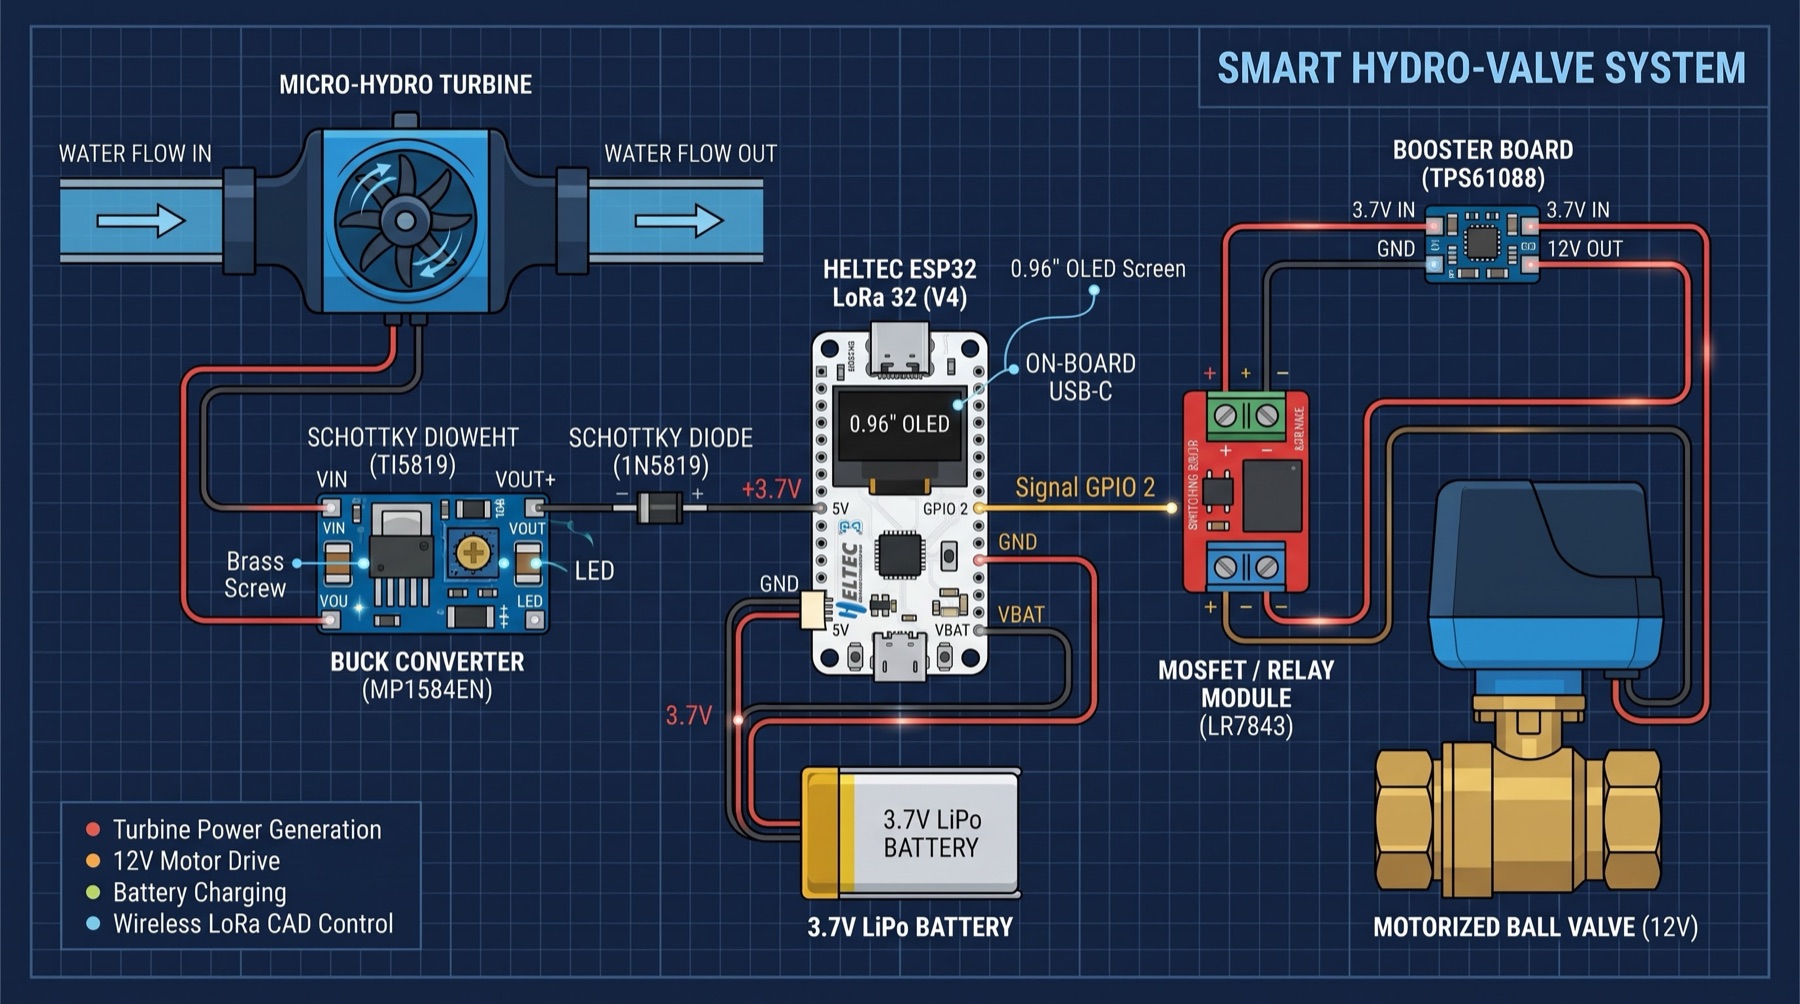 SMART HYDRO-VALVE SYSTEM
MICRO-HYDRO TURBINE
WATER FLOW IN
WATER FLOW OUT
BOOSTER BOARD
(TPS61088)
3.7V IN
3.7V IN
GND
12V OUT
HELTEC ESP32
LoRa 32 (V4)
0.96" OLED Screen
ON-BOARD
USB-C
0.96" OLED
SCHOTTKY DIOWEHT
(TI5819)
SCHOTTKY DIODE
(1N5819)
VIN
VOUT+
VIN
VOUT
− +
+3.7V
5V
GPIO 2
Signal GPIO 2
+ + −
+ −
Brass
Screw
LED
VOU
LED
GND
HELTEC
GND
5V
VBAT
VBAT
+ − −
BUCK CONVERTER
(MP1584EN)
MOSFET / RELAY
MODULE
(LR7843)
3.7V
3.7V LiPo
BATTERY
3.7V LiPo BATTERY
MOTORIZED BALL VALVE (12V)
Turbine Power Generation
12V Motor Drive
Battery Charging
Wireless LoRa CAD Control